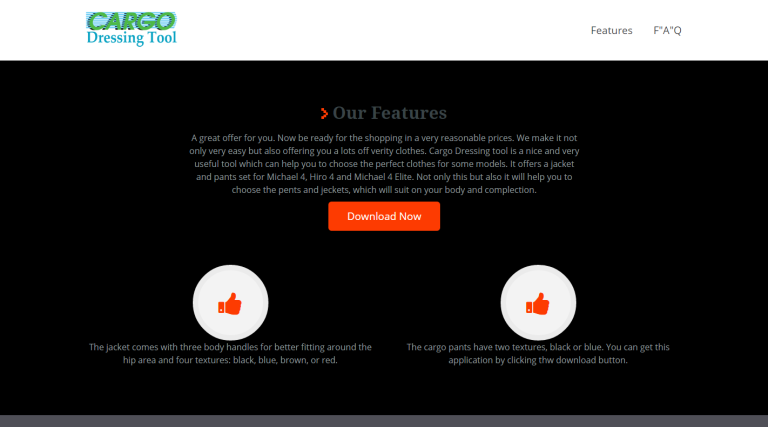 CARGO
Dressing Tool
Features
F"A"Q
Our Features
A great offer for you. Now be ready for the shopping in a very reasonable prices. We make it not
only very easy but also offering you a lots off verity clothes. Cargo Dressing tool is a nice and very
useful tool which can help you to choose the perfect clothes for some models. It offers a jacket
and pants set for Michael 4, Hiro 4 and Michael 4 Elite. Not only this but also it will help you to
choose the pents and jeckets, which will suit on your body and complection.
Download Now
The jacket comes with three body handles for better fitting around the
hip area and four textures: black, blue, brown, or red.
The cargo pants have two textures, black or blue. You can get this
application by clicking thw download button.